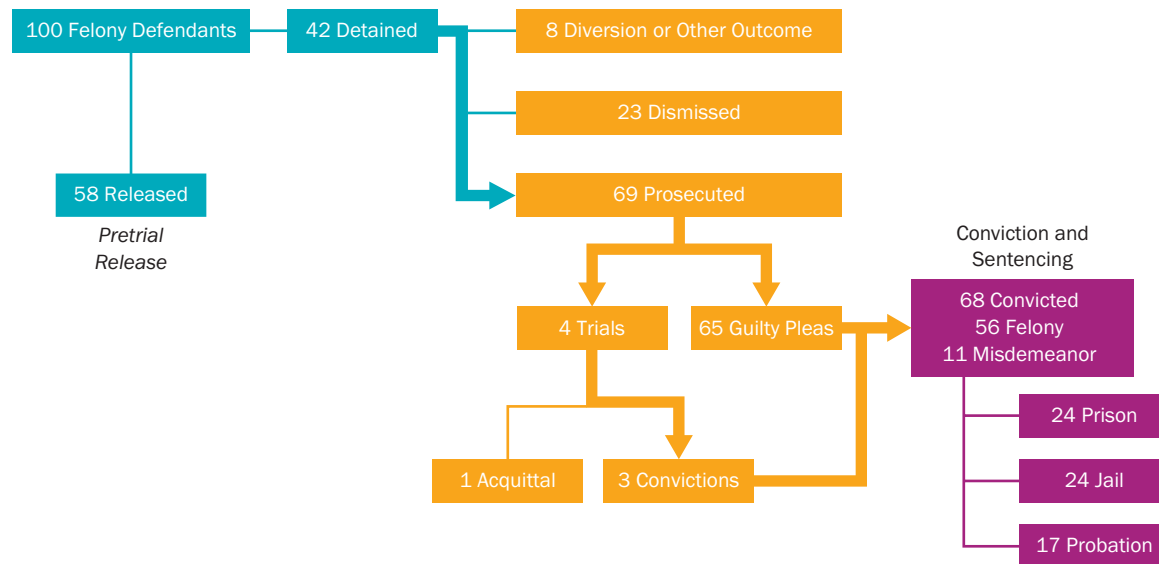 100 Felony Defendants
42 Detained
8 Diversion or Other Outcome
23 Dismissed
58 Released
Pretrial
Release
69 Prosecuted
4 Trials
65 Guilty Pleas
Conviction and
Sentencing
68 Convicted
56 Felony
11 Misdemeanor
1 Acquittal
3 Convictions
24 Prison
24 Jail
17 Probation